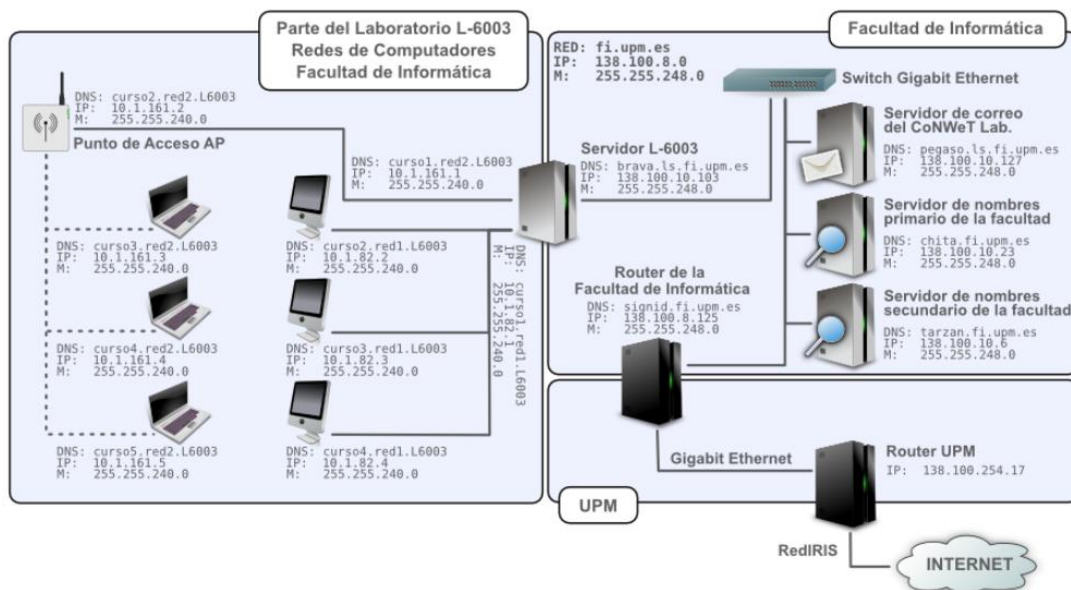 Parte del Laboratorio L-6003
Redes de Computadores
Facultad de Informática
DNS: curso2.red2.L6003
IP: 10.1.161.2
M: 255.255.240.0
Punto de Acceso AP
DNS: curso1.red2.L6003
IP: 10.1.161.1
M: 255.255.240.0
DNS: curso3.red2.L6003
IP: 10.1.161.3
M: 255.255.240.0
DNS: curso2.red1.L6003
IP: 10.1.82.2
M: 255.255.240.0
DNS: curso1.red1.L6003
IP: 10.1.82.1
M: 255.255.240.0
DNS: curso4.red2.L6003
IP: 10.1.161.4
M: 255.255.240.0
DNS: curso3.red1.L6003
IP: 10.1.82.3
M: 255.255.240.0
DNS: curso5.red2.L6003
IP: 10.1.161.5
M: 255.255.240.0
DNS: curso4.red1.L6003
IP: 10.1.82.4
M: 255.255.240.0
Facultad de Informática
RED: fi.upm.es
IP: 138.100.8.0
M: 255.255.248.0
Switch Gigabit Ethernet
Servidor L-6003
DNS: brava.ls.fi.upm.es
IP: 138.100.10.103
M: 255.255.248.0
Servidor de correo
del CoNWeT Lab.
DNS: pegaso.ls.fi.upm.es
IP: 138.100.10.127
M: 255.255.248.0
Servidor de nombres
primario de la facultad
DNS: chita.fi.upm.es
IP: 138.100.10.23
M: 255.255.248.0
Router de la
Facultad de Informática
DNS: signid.fi.upm.es
IP: 138.100.8.125
M: 255.255.248.0
Servidor de nombres
secundario de la facultad
DNS: tarzan.fi.upm.es
IP: 138.100.10.6
M: 255.255.248.0
Gigabit Ethernet
Router UPM
IP: 138.100.254.17
UPM
RedIRIS
INTERNET